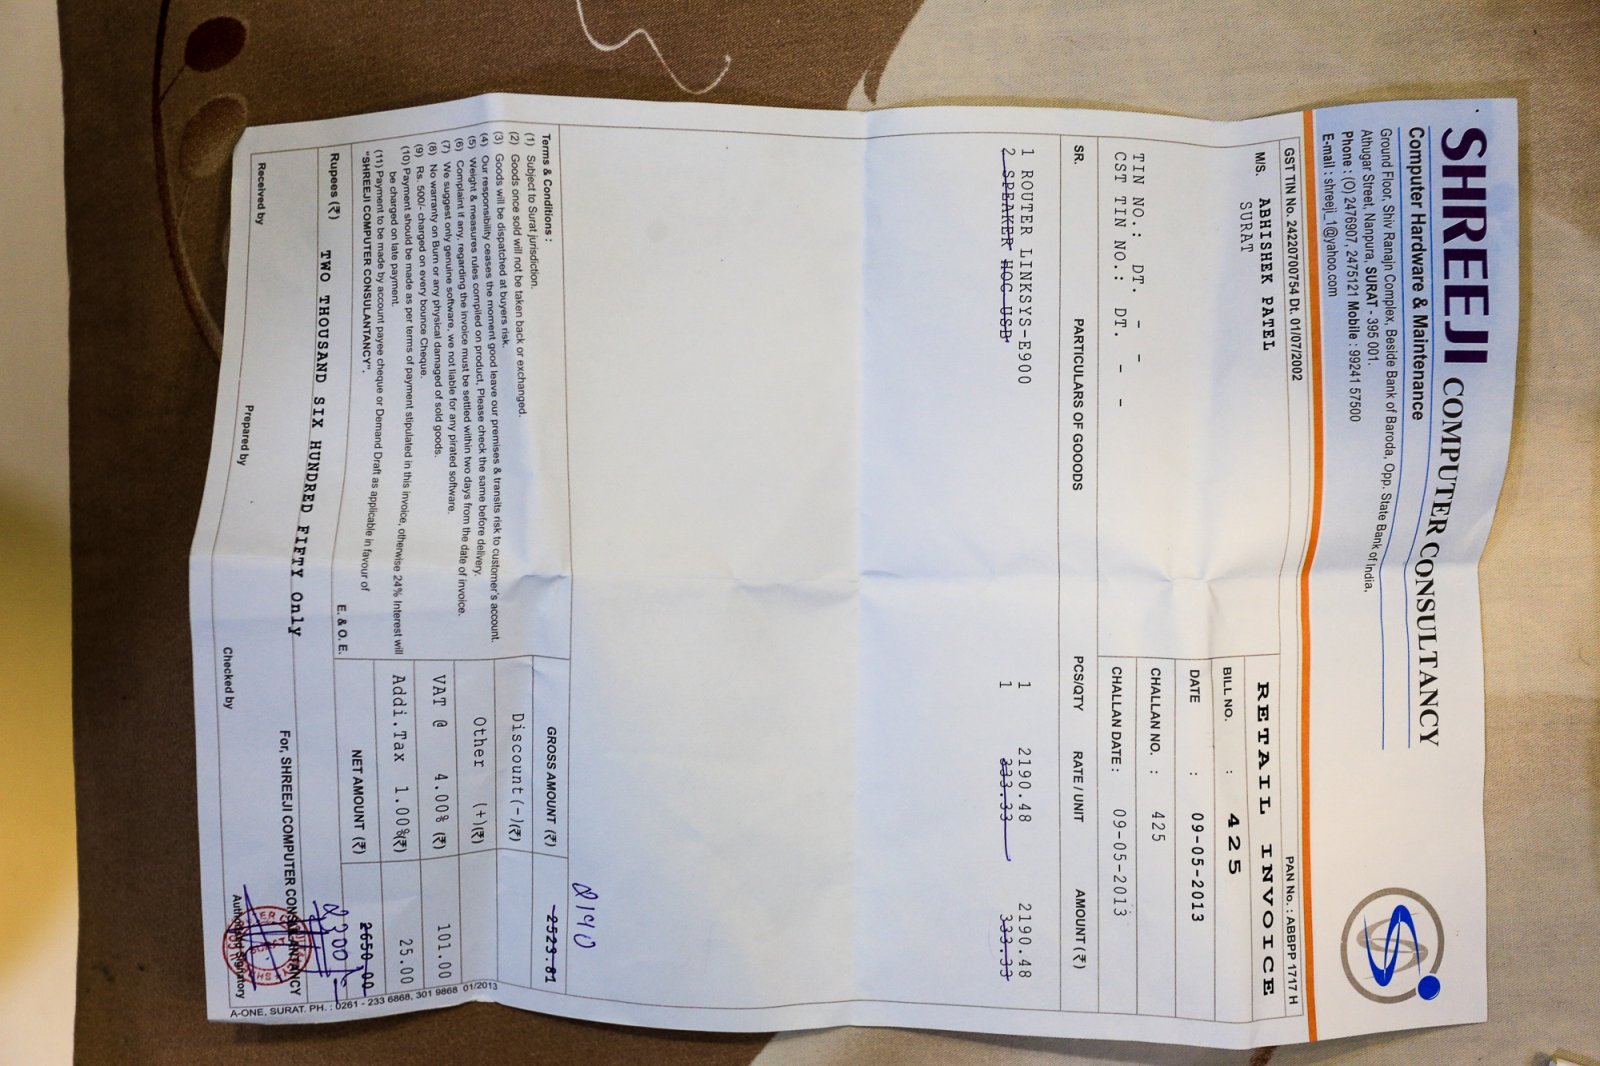 SHREEJI COMPUTER CONSULTANCY
Computer Hardware & Maintenance
Ground Floor, Shiv Ranajn Complex, Beside Bank of Baroda, Opp. State Bank of India,
Athugar Street, Nanpura, SURAT - 395 001.
Phone : (O) 2476907, 2475121 Mobile : 99241 57500
E-mail : shreeji_1@yahoo.com
GST TIN No. 24220700754 Dt. 01/07/2002 PAN No. : ABBPP 1717 H
M/S. ABHISHEK PATEL
SURAT
RETAIL INVOICE
BILL NO. : 425
DATE : 09-05-2013
CHALLAN NO. : 425
CHALLAN DATE : 09-05-2013
TIN NO.: DT. - -
CST TIN NO.: DT. - -
SR. PARTICULARS OF GOOODS PCS/QTY RATE / UNIT AMOUNT (₹)
1 ROUTER LINKSYS-E900 1 2190.48 2190.48
2 SPEAKER HQC USB 1 333.33 333.33
2190
Terms & Conditions :
(1) Subject to Surat jurisdiction.
(2) Goods once sold will not be taken back or exchanged.
(3) Goods will be dispatched at buyers risk.
(4) Our responsibility ceases the moment good leave our premises & transits risk to customer's account.
(5) Weight & measures rules compiled on product, Please check the same before delivery.
(6) Complaint if any, regarding the invoice must be settled within two days from the date of invoice.
(7) We suggest only genuine software, we not liable for any pirated software.
(8) No warranty on Burn or any physical damaged of sold goods.
(9) Rs. 500/- charged on every bounce Cheque.
(10) Payment should be made as per terms of payment stipulated in this invoice, otherwise 24% Interest will
be charged on late payment.
(11) Payment to be made by account payee cheque or Demand Draft as applicable in favour of
"SHREEJI COMPUTER CONSULANTANCY".
E. & O. E.
GROSS AMOUNT (₹) 2523.81
Discount(-)(₹)
Other (+)(₹)
VAT @ 4.00% (₹) 101.00
Addi.Tax 1.00%(₹) 25.00
NET AMOUNT (₹) 2650.00
2300/-
Rupees (₹) TWO THOUSAND SIX HUNDRED FIFTY Only
For, SHREEJI COMPUTER CONSALANTANCY
Received by Prepared by Checked by Authorised Signatory
A-ONE, SURAT. PH. : 0261 - 233 6868, 301 9868 01/2013